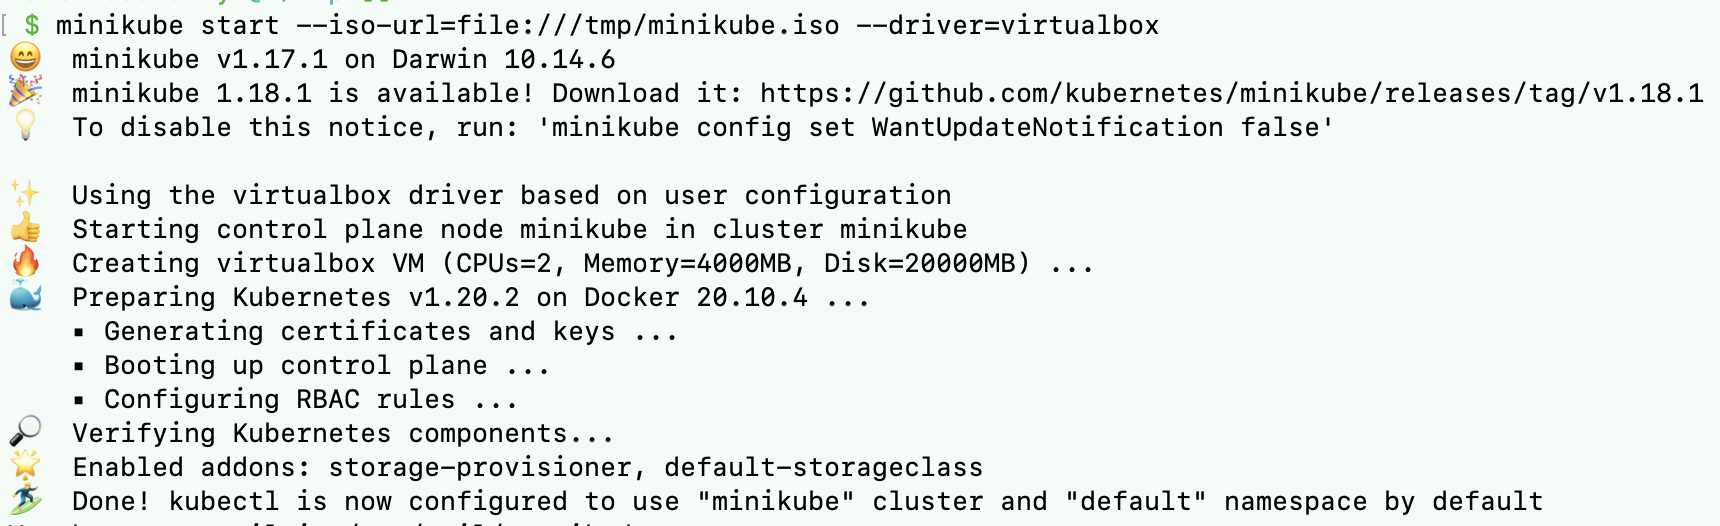 $ minikube start --iso-url=file:///tmp/minikube.iso --driver=virtualbox
😄 minikube v1.17.1 on Darwin 10.14.6
🎉 minikube 1.18.1 is available! Download it: https://github.com/kubernetes/minikube/releases/tag/v1.18.1
💡 To disable this notice, run: 'minikube config set WantUpdateNotification false'
✨ Using the virtualbox driver based on user configuration
👍 Starting control plane node minikube in cluster minikube
🔥 Creating virtualbox VM (CPUs=2, Memory=4000MB, Disk=20000MB) ...
🐳 Preparing Kubernetes v1.20.2 on Docker 20.10.4 ...
▪ Generating certificates and keys ...
▪ Booting up control plane ...
▪ Configuring RBAC rules ...
🔎 Verifying Kubernetes components...
🌟 Enabled addons: storage-provisioner, default-storageclass
🏄 Done! kubectl is now configured to use "minikube" cluster and "default" namespace by default